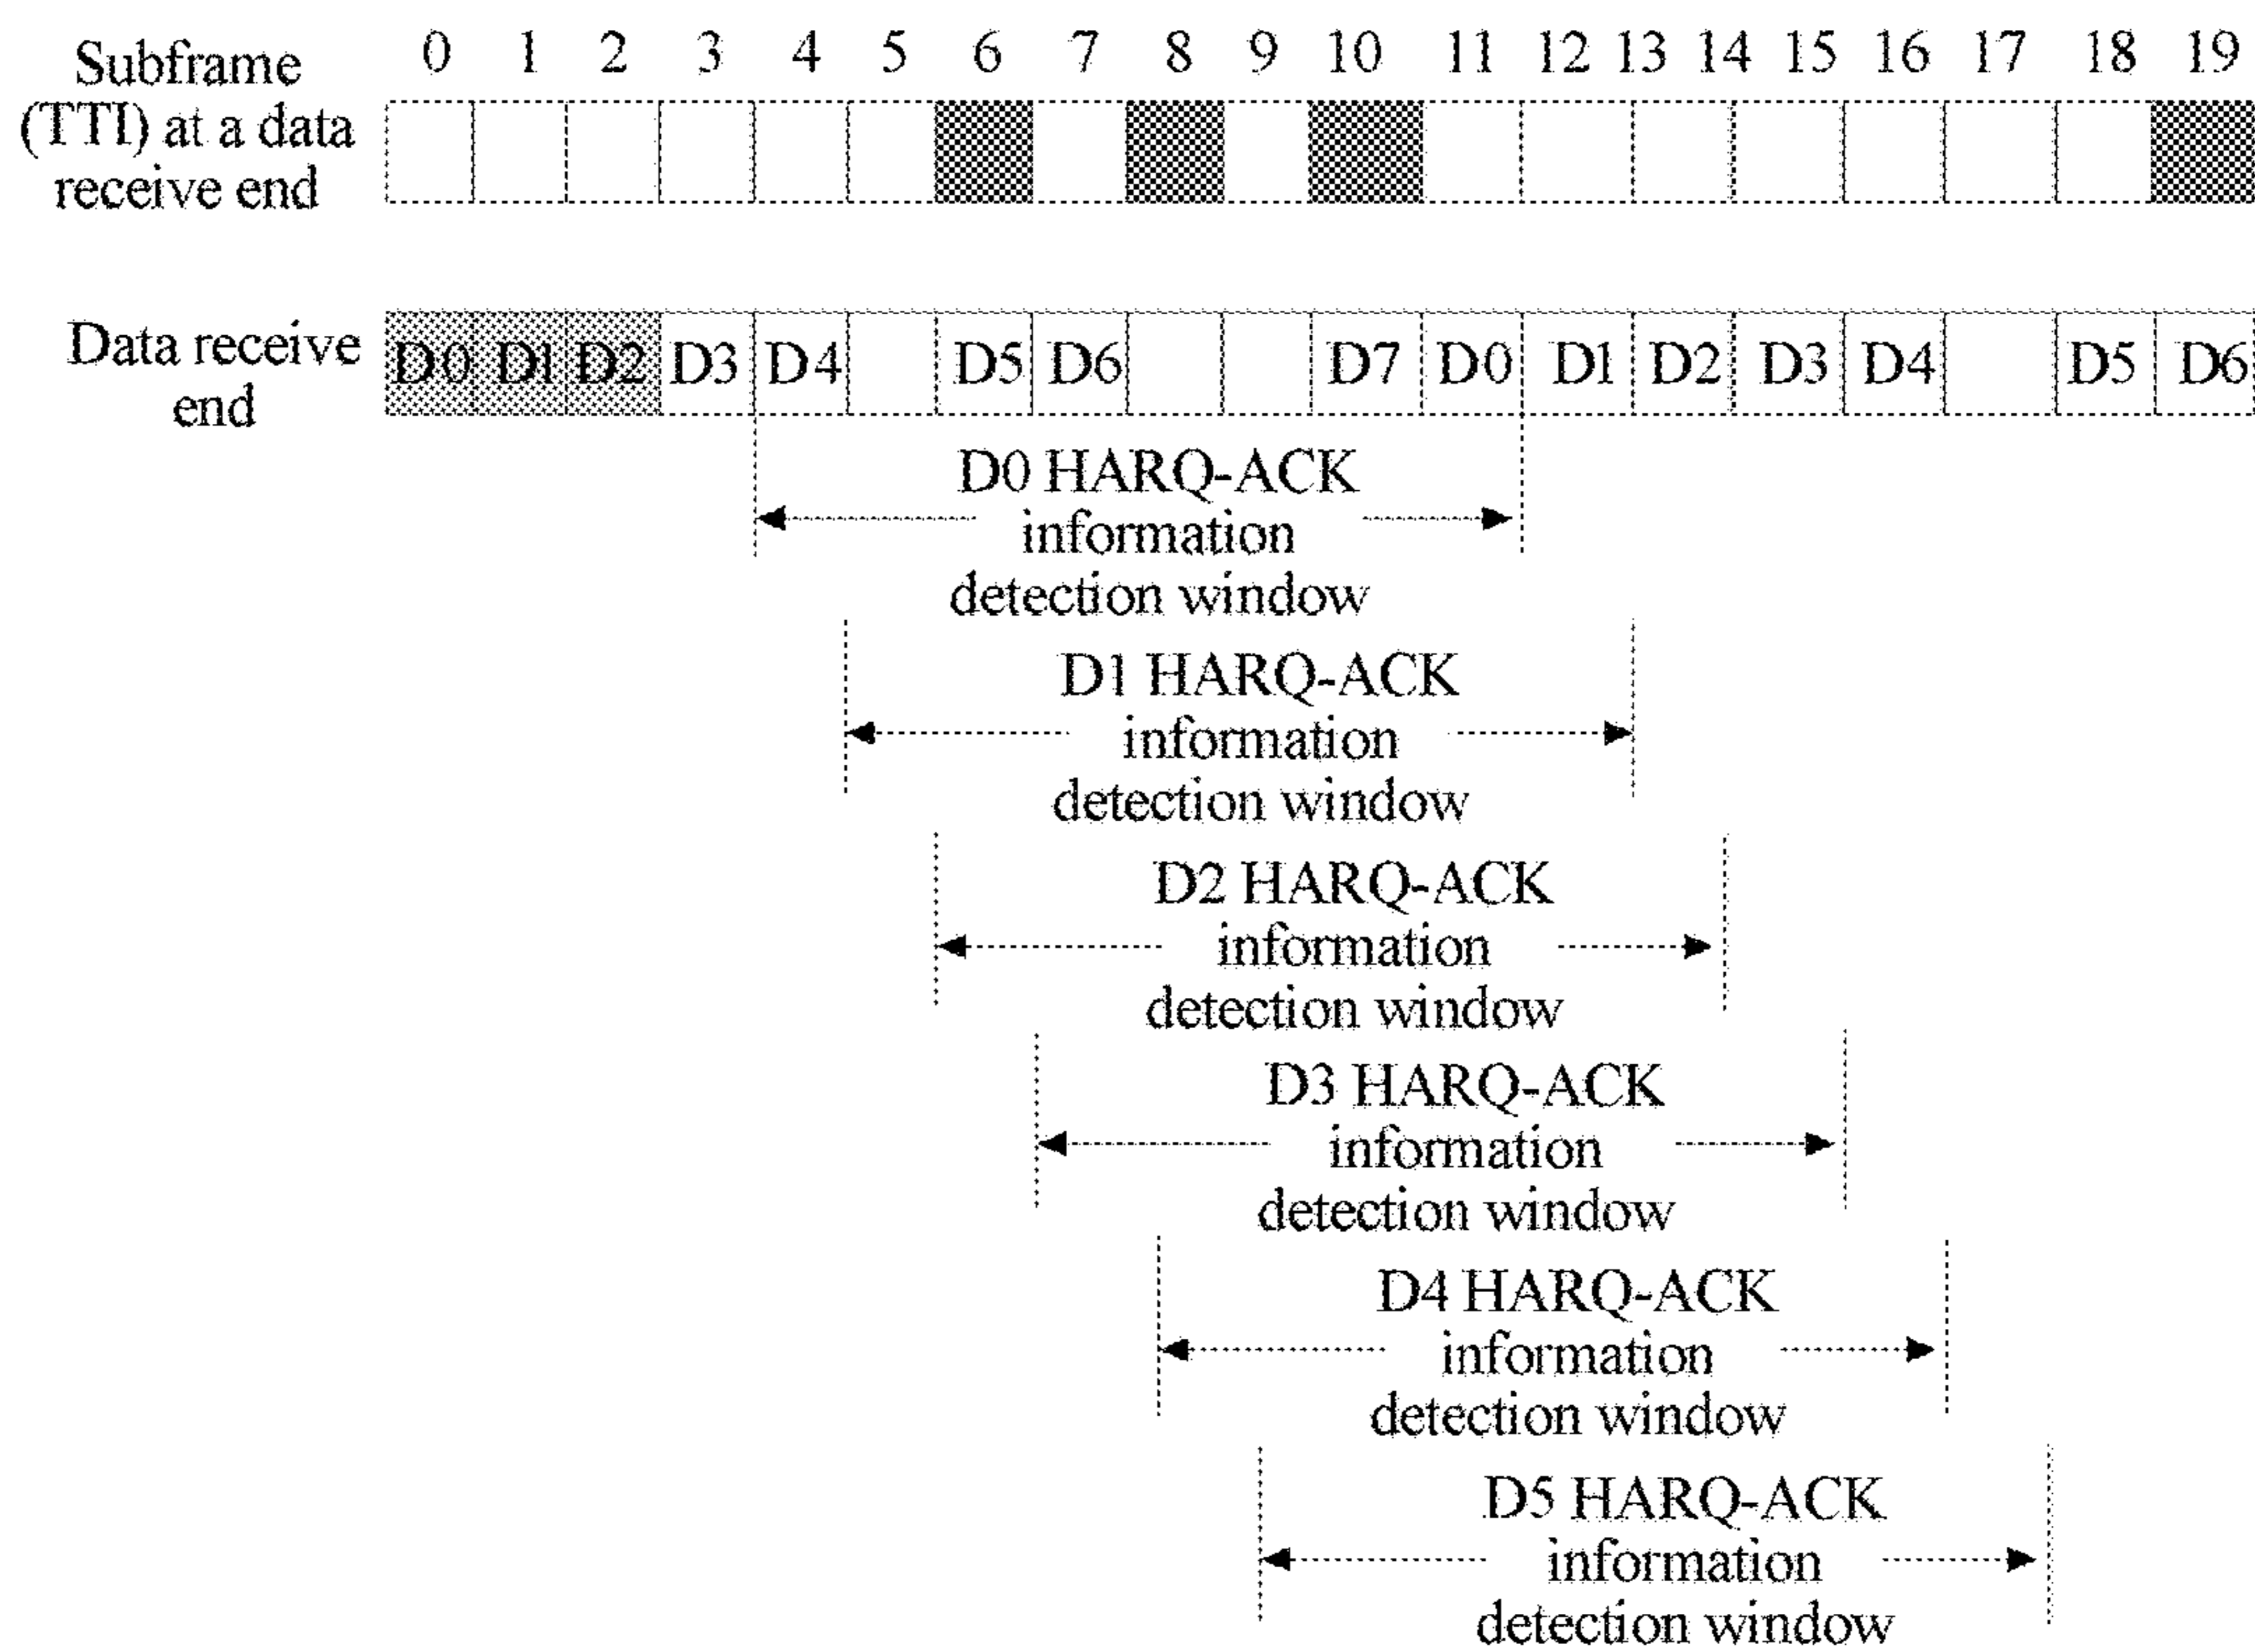 0 1 2 3 4 5 6 7 8 9 10 11 12 13 14 15 16 17 18 19
Subframe
(TTI) at a data
receive end
Data receive
end
D0 D1 D2 D3 D4 D5 D6 D7 D0 D1 D2 D3 D4 D5 D6
D0 HARQ-ACK
information
detection window
D1 HARQ-ACK
information
detection window
D2 HARQ-ACK
information
detection window
D3 HARQ-ACK
information
detection window
D4 HARQ-ACK
information
detection window
D5 HARQ-ACK
information
detection window